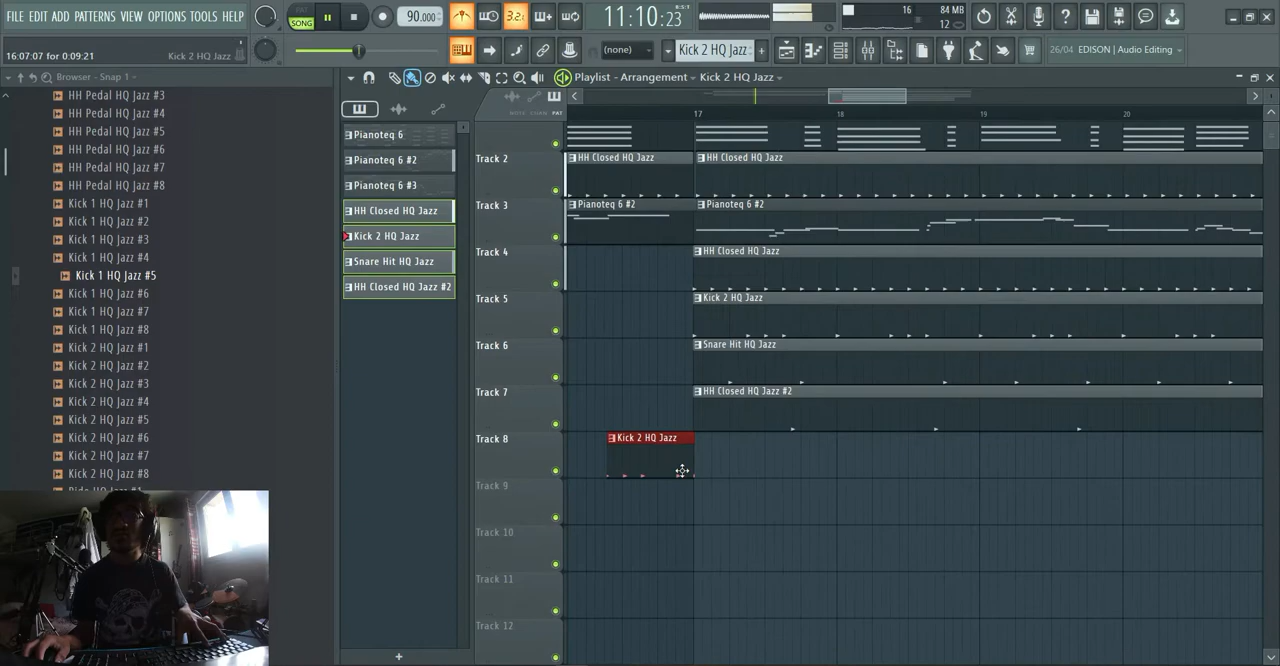 FILE EDIT ADD PATTERNS VIEW OPTIONS TOOLS HELP
PAT
SONG
90.000
3.2.
11:10:23
B:S:T
16
84 MB
12
16:07:07 for 0:09:21
Kick 2 HQ Jazz
(none)
Kick 2 HQ Jazz
+
26/04 EDISON | Audio Editing
Browser - Snap 1
Playlist - Arrangement
Kick 2 HQ Jazz
HH Pedal HQ Jazz #3
HH Pedal HQ Jazz #4
HH Pedal HQ Jazz #5
HH Pedal HQ Jazz #6
HH Pedal HQ Jazz #7
HH Pedal HQ Jazz #8
Kick 1 HQ Jazz #1
Kick 1 HQ Jazz #2
Kick 1 HQ Jazz #3
Kick 1 HQ Jazz #4
Kick 1 HQ Jazz #5
Kick 1 HQ Jazz #6
Kick 1 HQ Jazz #7
Kick 1 HQ Jazz #8
Kick 2 HQ Jazz #1
Kick 2 HQ Jazz #2
Kick 2 HQ Jazz #3
Kick 2 HQ Jazz #4
Kick 2 HQ Jazz #5
Kick 2 HQ Jazz #6
Kick 2 HQ Jazz #7
Kick 2 HQ Jazz #8
Pianoteq 6
Pianoteq 6 #2
Pianoteq 6 #3
HH Closed HQ Jazz
Kick 2 HQ Jazz
Snare Hit HQ Jazz
HH Closed HQ Jazz #2
+
NOTE CHAN PAT
17
18
19
20
Track 2
HH Closed HQ Jazz
HH Closed HQ Jazz
Track 3
Pianoteq 6 #2
Pianoteq 6 #2
Track 4
HH Closed HQ Jazz
Track 5
Kick 2 HQ Jazz
Track 6
Snare Hit HQ Jazz
Track 7
HH Closed HQ Jazz #2
Track 8
Kick 2 HQ Jazz
Track 9
Track 10
Track 11
Track 12